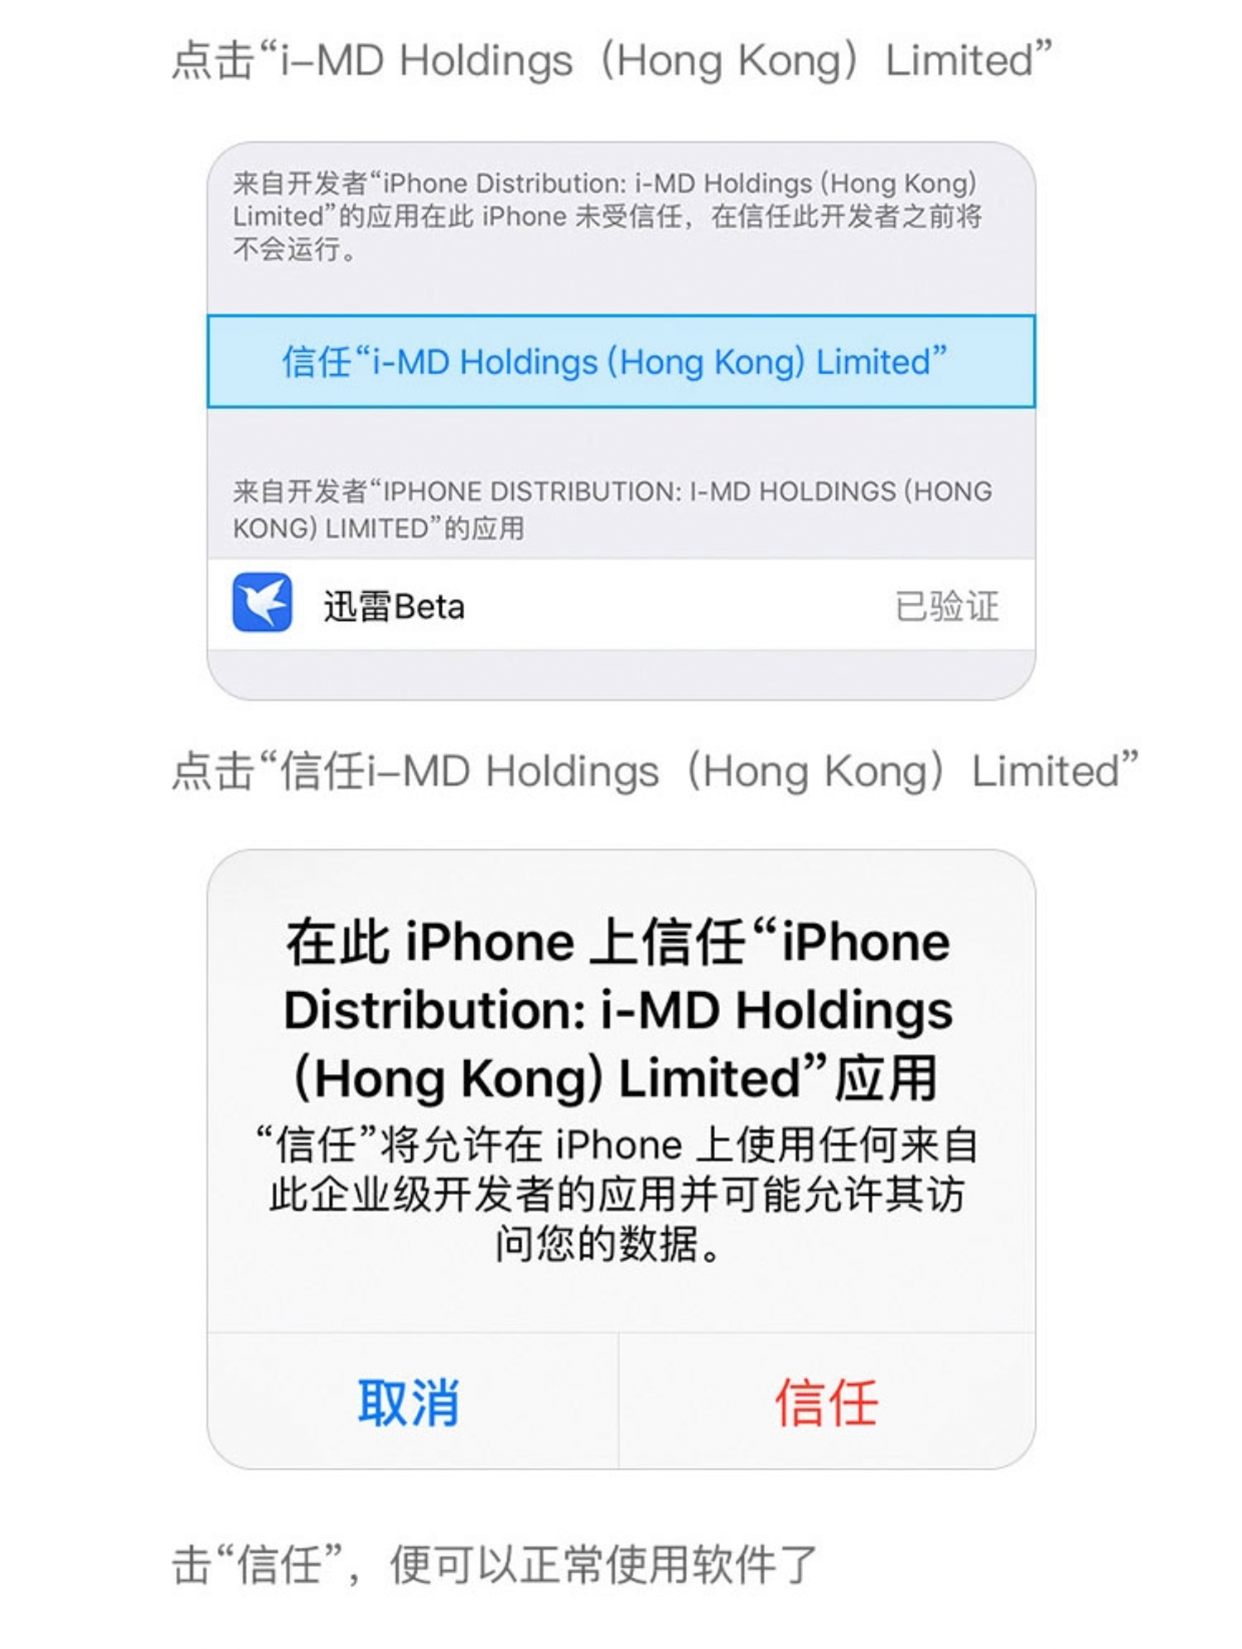 点击“i–MD Holdings（Hong Kong）Limited”
来自开发者“iPhone Distribution: i-MD Holdings (Hong Kong)
Limited”的应用在此 iPhone 未受信任，在信任此开发者之前将
不会运行。
信任“i-MD Holdings (Hong Kong) Limited”
来自开发者“IPHONE DISTRIBUTION: I-MD HOLDINGS (HONG
KONG) LIMITED”的应用
迅雷Beta 已验证
点击“信任i–MD Holdings（Hong Kong）Limited”
在此 iPhone 上信任“iPhone
Distribution: i-MD Holdings
(Hong Kong) Limited”应用
“信任”将允许在 iPhone 上使用任何来自
此企业级开发者的应用并可能允许其访
问您的数据。
取消 信任
击“信任”，便可以正常使用软件了